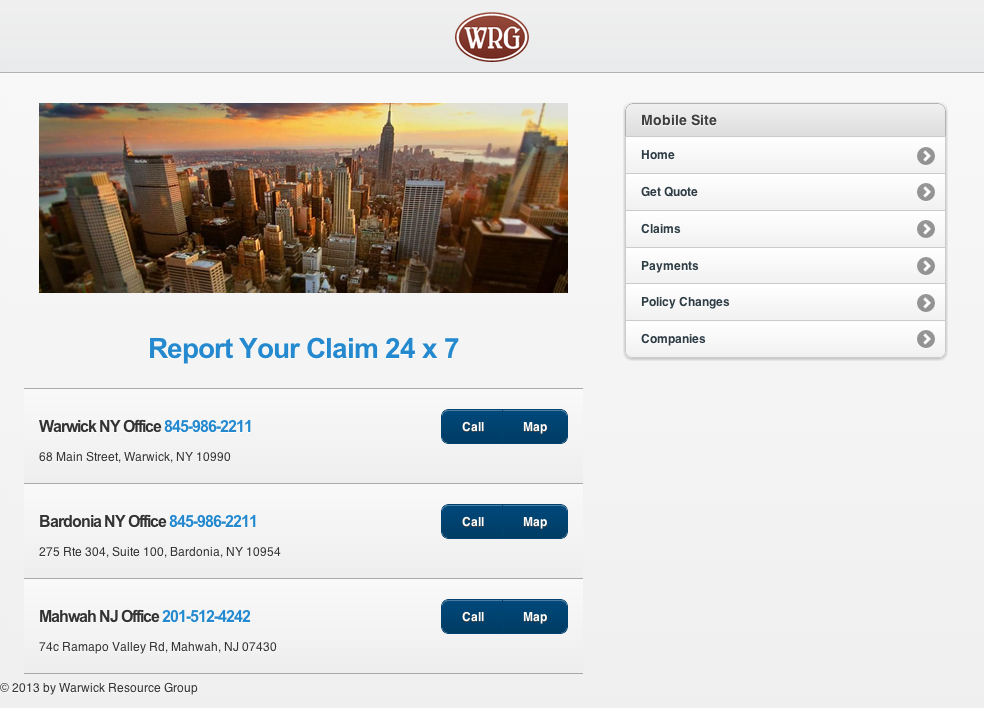 WRG
Report Your Claim 24 x 7
Warwick NY Office 845-986-2211
Call
Map
68 Main Street, Warwick, NY 10990
Bardonia NY Office 845-986-2211
Call
Map
275 Rte 304, Suite 100, Bardonia, NY 10954
Mahwah NJ Office 201-512-4242
Call
Map
74c Ramapo Valley Rd, Mahwah, NJ 07430
Mobile Site
Home
Get Quote
Claims
Payments
Policy Changes
Companies
© 2013 by Warwick Resource Group